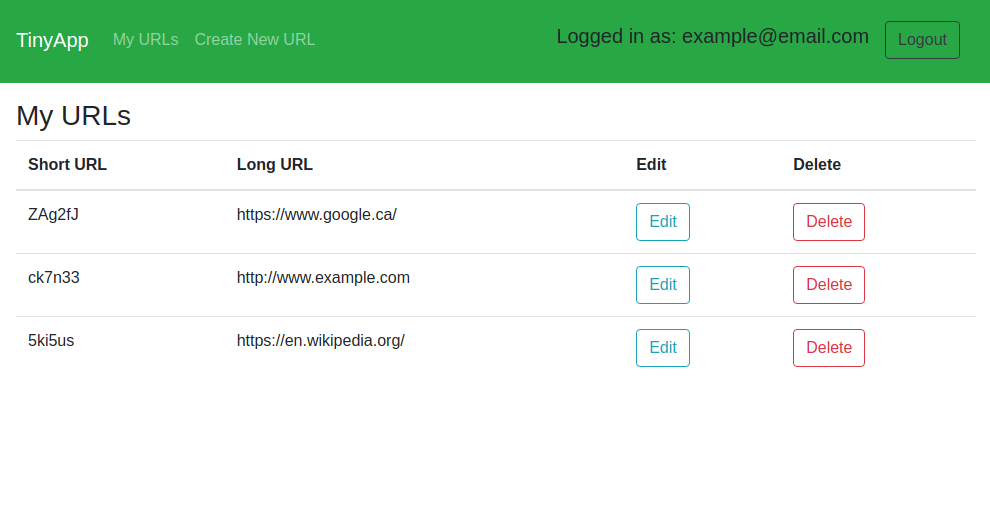 TinyApp My URLs Create New URL Logged in as: example@email.com Logout
My URLs
Short URL Long URL Edit Delete
ZAg2fJ https://www.google.ca/ Edit Delete
ck7n33 http://www.example.com Edit Delete
5ki5us https://en.wikipedia.org/ Edit Delete